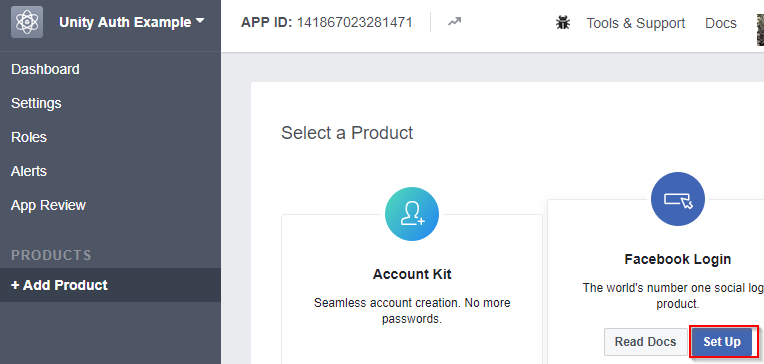 Unity Auth Example
APP ID: 141867023281471
Tools & Support
Docs
Dashboard
Settings
Roles
Alerts
App Review
PRODUCTS
+ Add Product
Select a Product
Account Kit
Seamless account creation. No more
passwords.
Facebook Login
The world's number one social log
product.
Read Docs
Set Up